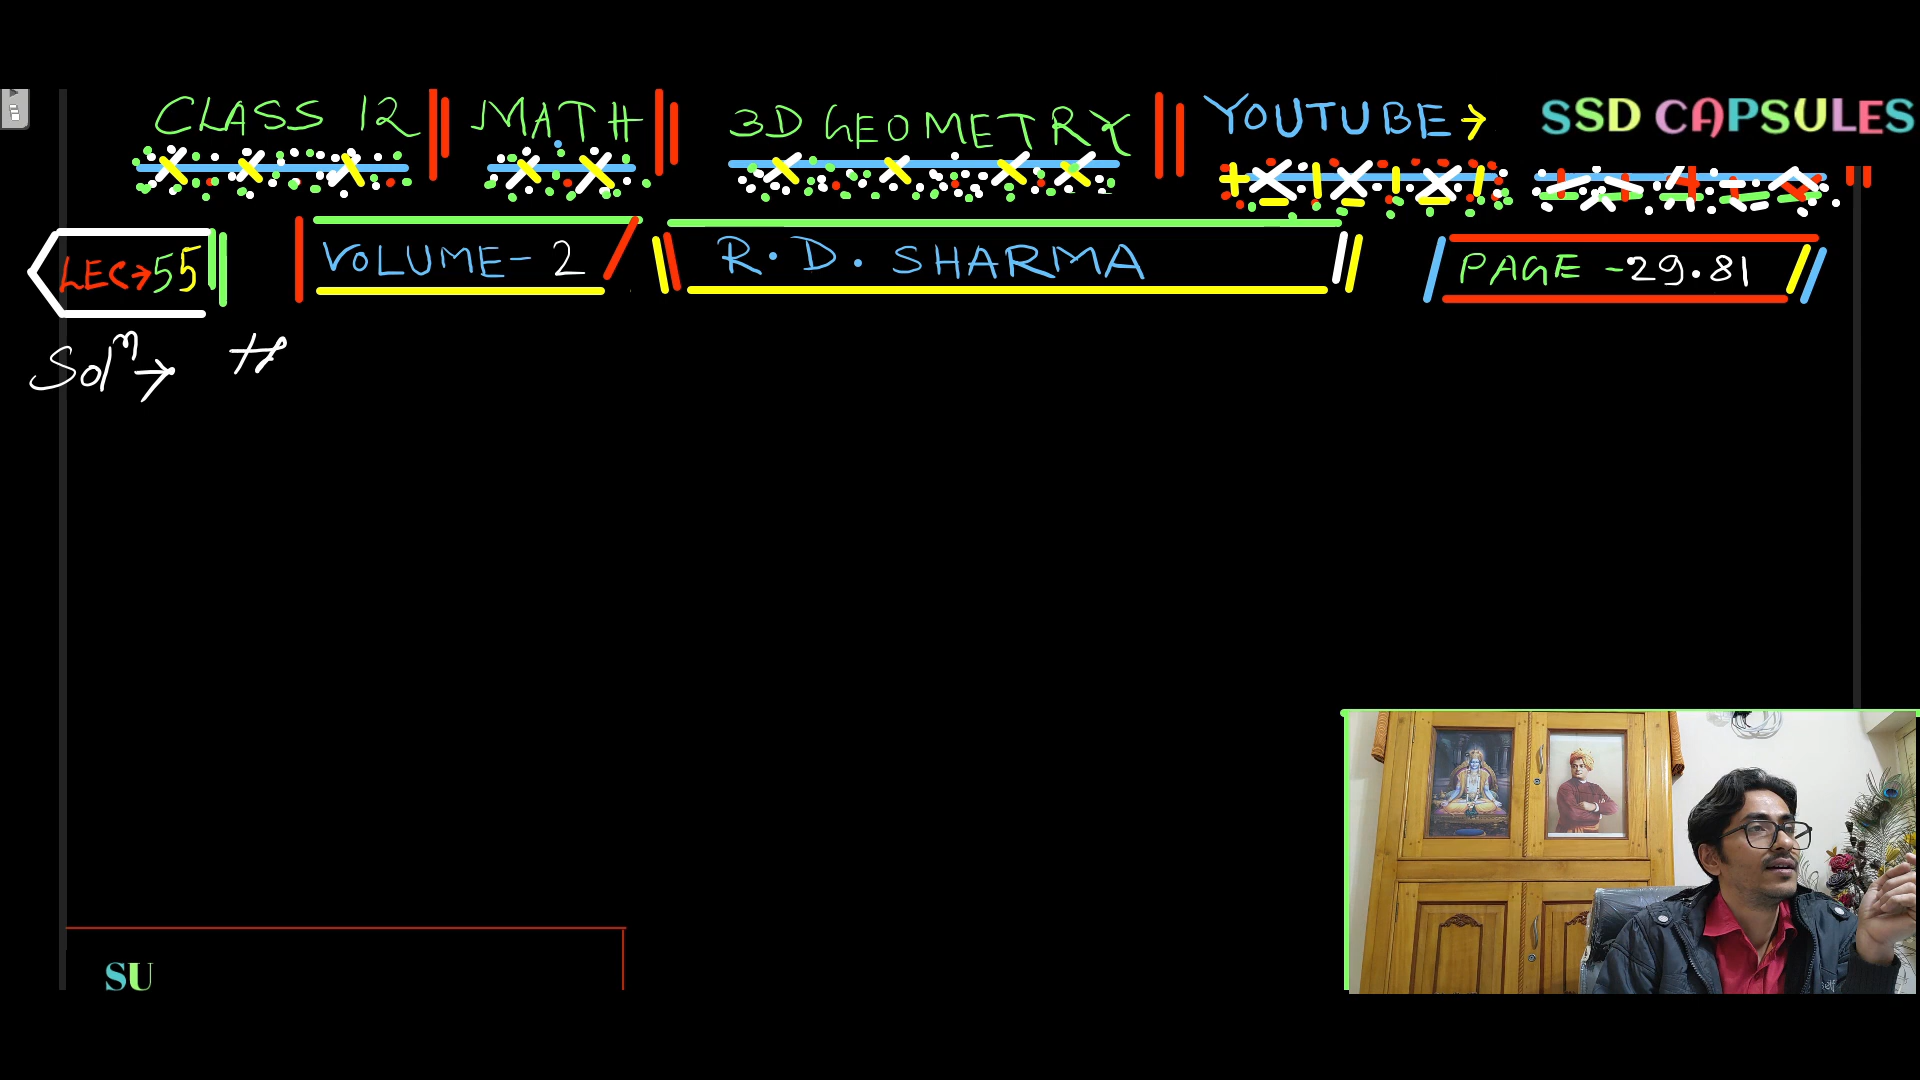 CLASS 12 || MATH || 3D GEOMETRY || YOUTUBE → SSD CAPSULES
LEC→55 VOLUME-2 R.D. SHARMA PAGE -29.81
Solⁿ→
SU